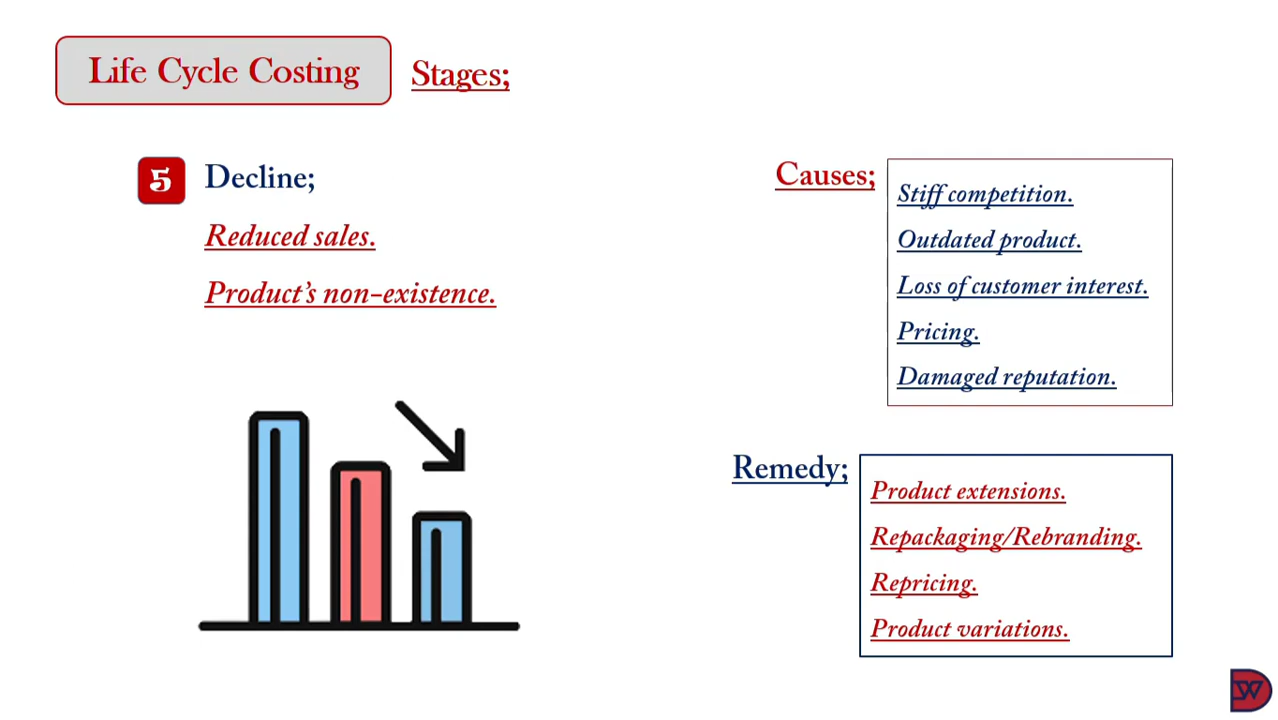 Life Cycle Costing
Stages;
5
Decline;
Reduced sales.
Product's non-existence.
Causes;
Stiff competition.
Outdated product.
Loss of customer interest.
Pricing.
Damaged reputation.
Remedy;
Product extensions.
Repackaging/Rebranding.
Repricing.
Product variations.
DW